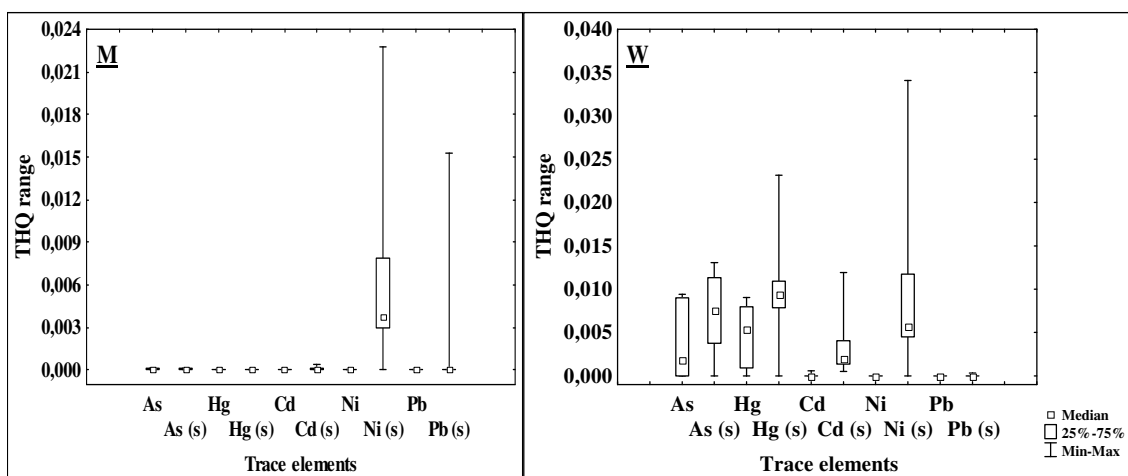 M
THQ range
0,024
0,021
0,018
0,015
0,012
0,009
0,006
0,003
0,000
As Hg Cd Ni Pb
As (s) Hg (s) Cd (s) Ni (s) Pb (s)
Trace elements
W
THQ range
0,040
0,035
0,030
0,025
0,020
0,015
0,010
0,005
0,000
As Hg Cd Ni Pb
As (s) Hg (s) Cd (s) Ni (s) Pb (s)
Trace elements
Median
25%-75%
Min-Max